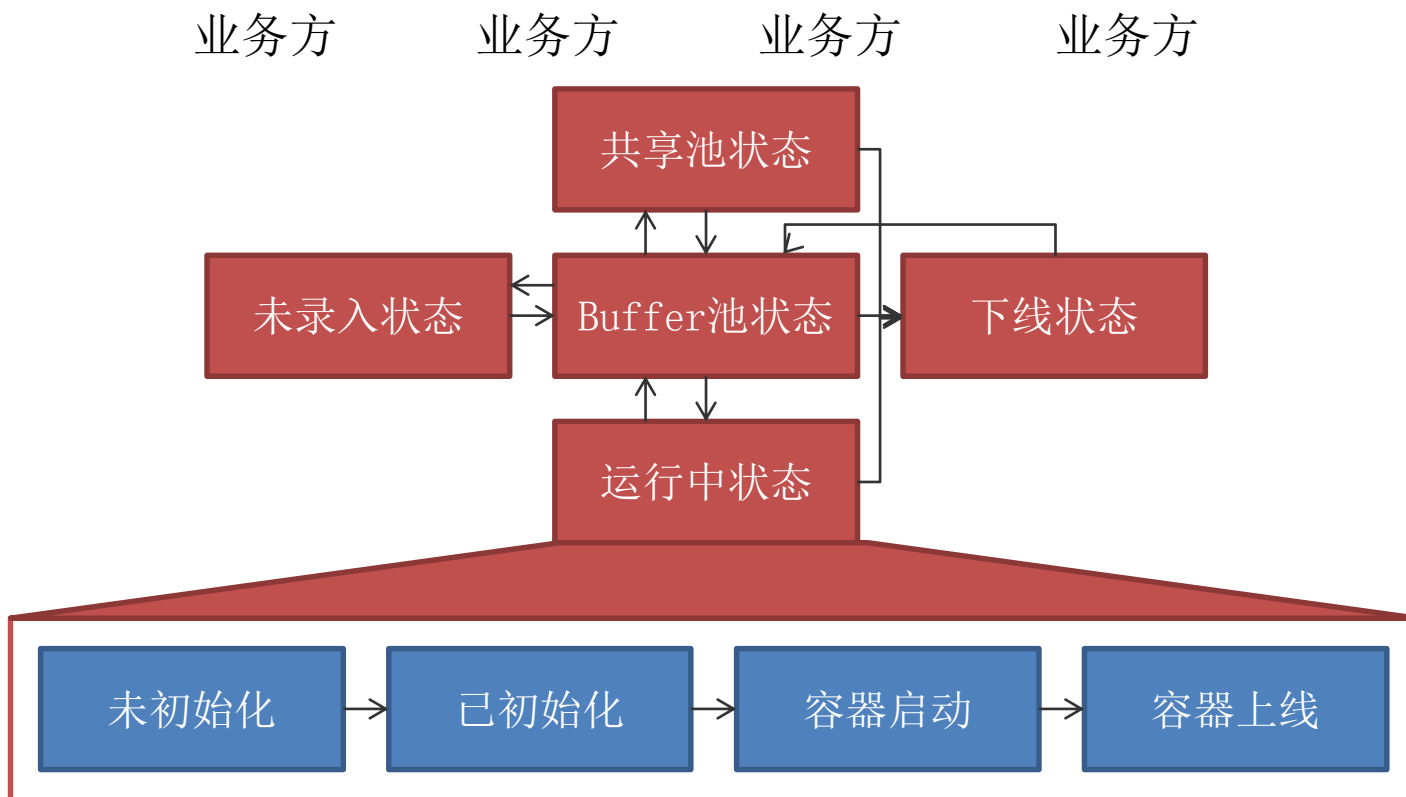 业务方 业务方 业务方 业务方
共享池状态
未录入状态 Buffer池状态 下线状态
运行中状态
未初始化 已初始化 容器启动 容器上线